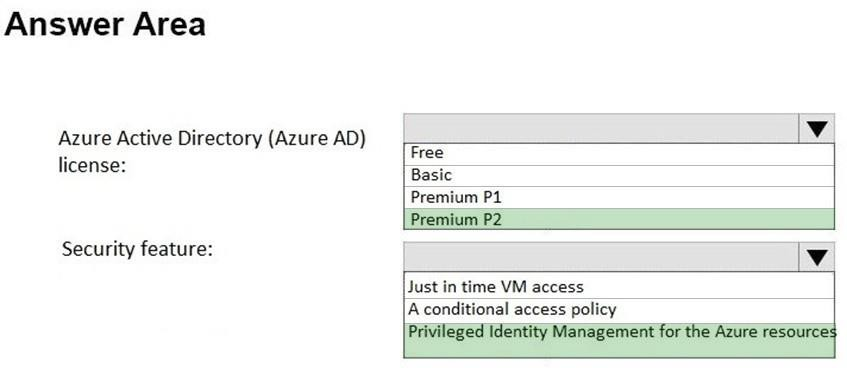 Answer Area
Azure Active Directory (Azure AD)
license:
Free
Basic
Premium P1
Premium P2
Security feature:
Just in time VM access
A conditional access policy
Privileged Identity Management for the Azure resources